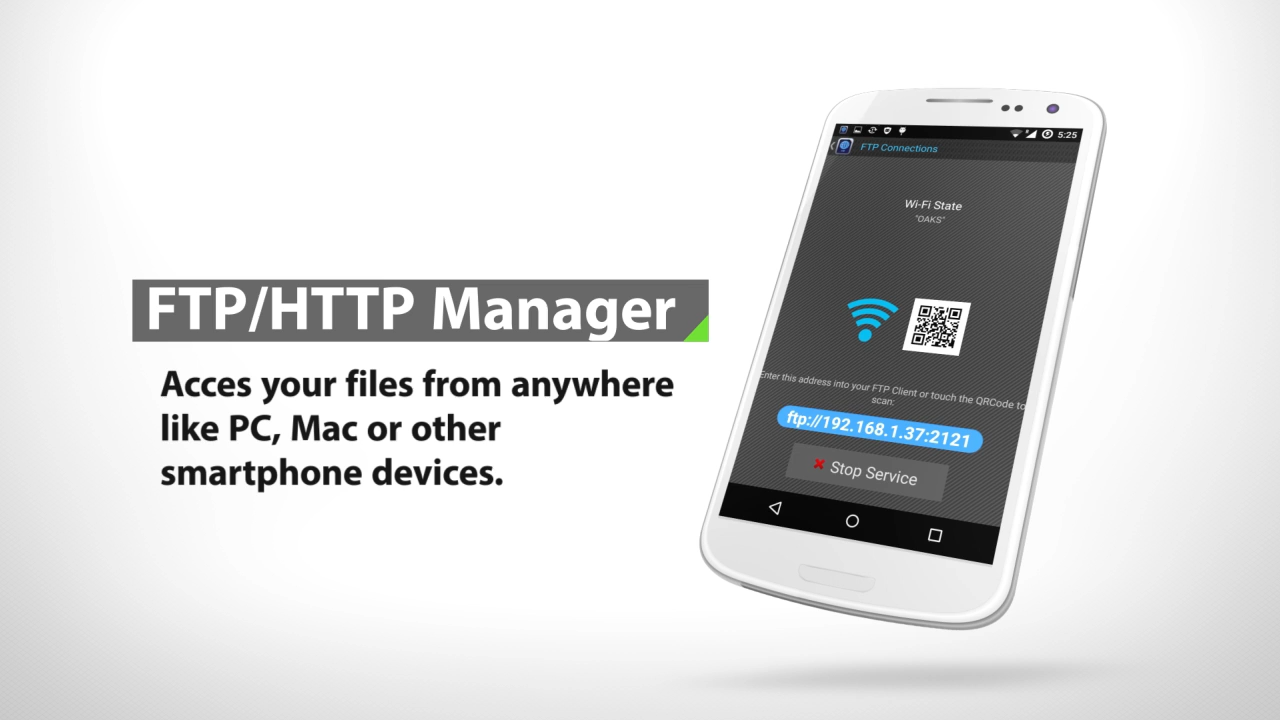 FTP/HTTP Manager
Acces your files from anywhere
like PC, Mac or other
smartphone devices.
5:25
FTP Connections
Wi-Fi State
"OAKS"
Enter this address into your FTP Client or touch the QRCode to
scan:
ftp://192.168.1.37:2121
Stop Service